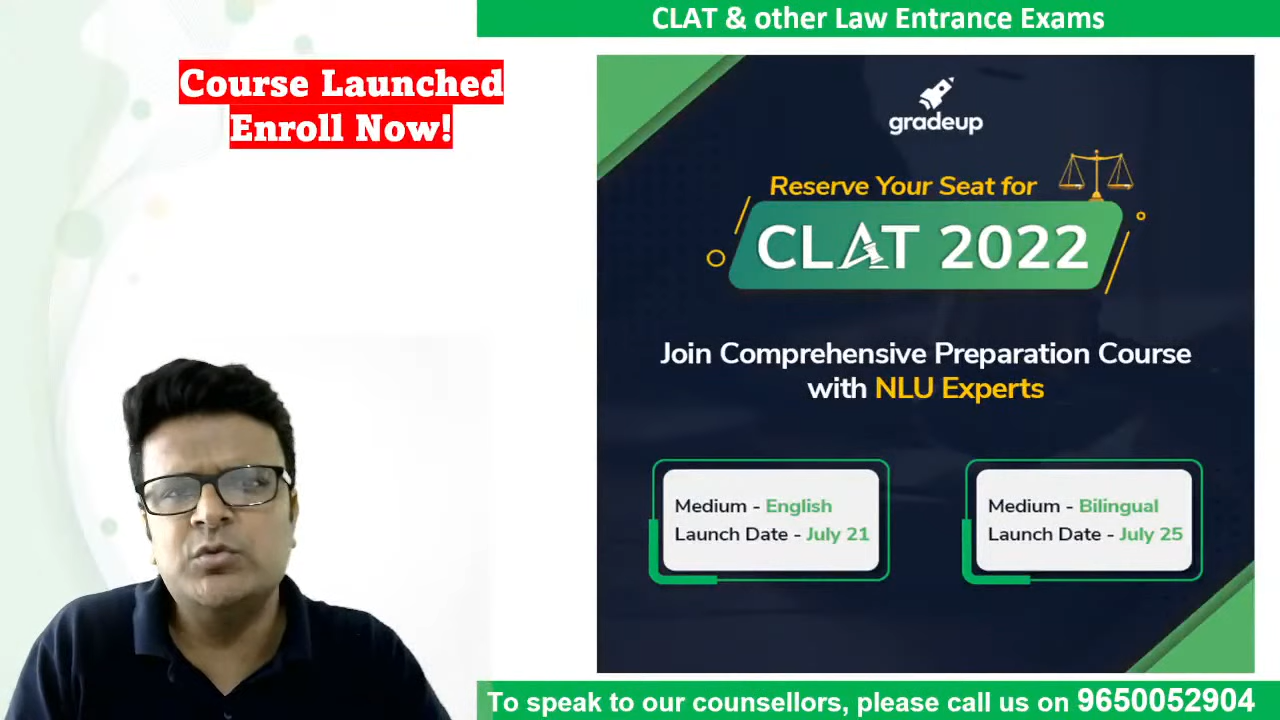 CLAT & other Law Entrance Exams
Course Launched
Enroll Now!
gradeup
Reserve Your Seat for
CLAT 2022
Join Comprehensive Preparation Course
with NLU Experts
Medium - English
Launch Date - July 21
Medium - Bilingual
Launch Date - July 25
To speak to our counsellors, please call us on 9650052904